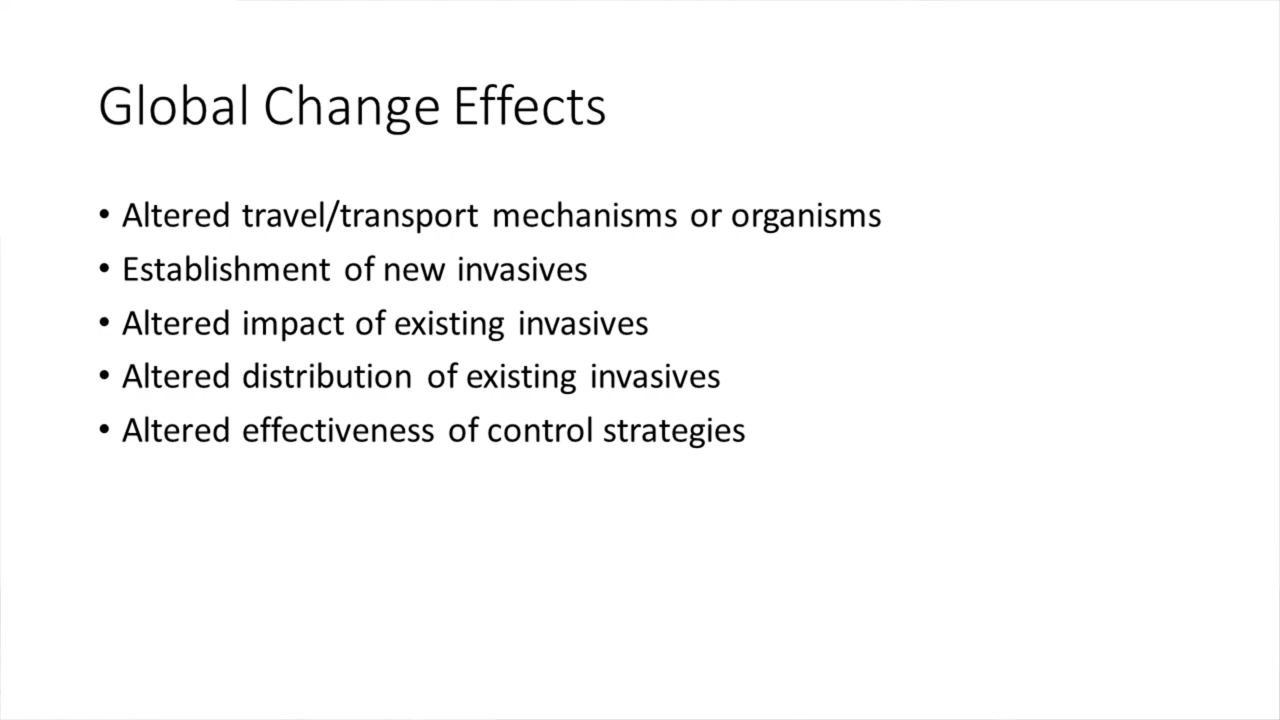 Global Change Effects
• Altered travel/transport mechanisms or organisms
• Establishment of new invasives
• Altered impact of existing invasives
• Altered distribution of existing invasives
• Altered effectiveness of control strategies